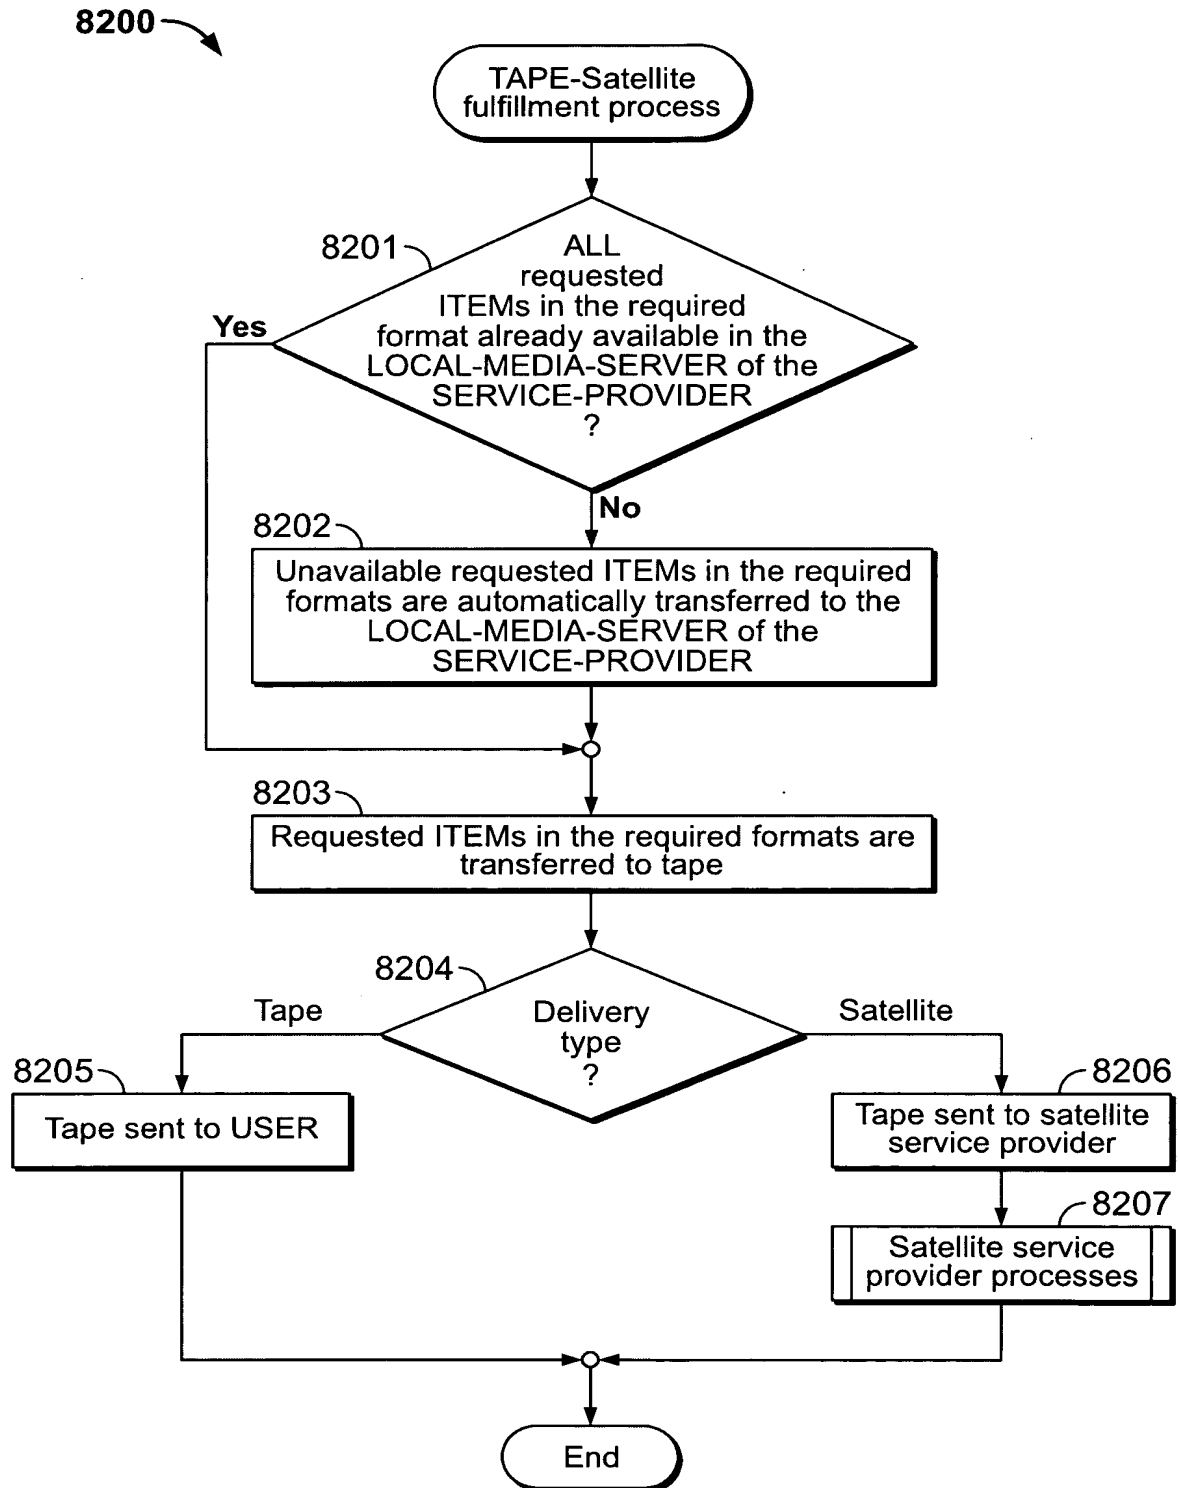 8200
TAPE-Satellite
fulfillment process
8201
ALL
requested
ITEMs in the required
format already available in the
LOCAL-MEDIA-SERVER of the
SERVICE-PROVIDER
?
Yes
No
8202
Unavailable requested ITEMs in the required
formats are automatically transferred to the
LOCAL-MEDIA-SERVER of the
SERVICE-PROVIDER
8203
Requested ITEMs in the required formats are
transferred to tape
8204
Delivery
type
?
Tape
Satellite
8205
Tape sent to USER
8206
Tape sent to satellite
service provider
8207
Satellite service
provider processes
End